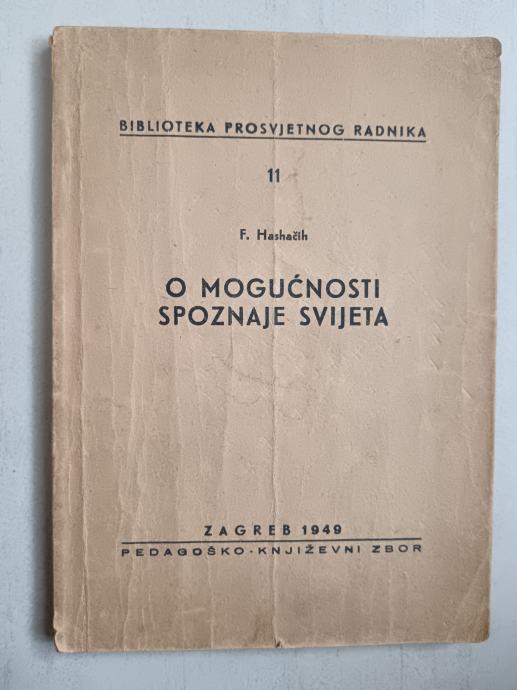 BIBLIOTEKA PROSVJETNOG RADNIKA
11
F. Hashačih
O MOGUĆNOSTI
SPOZNAJE SVIJETA
ZAGREB 1949
PEDAGOŠKO-KNJIŽEVNI ZBOR